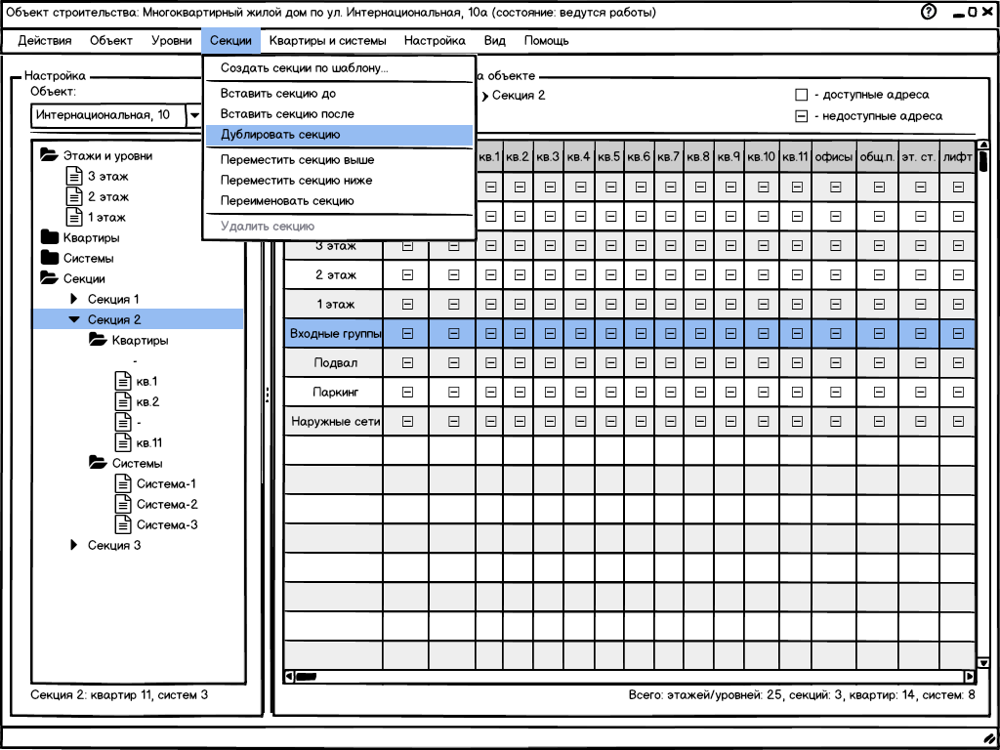 Объект строительства: Многоквартирный жилой дом по ул. Интернациональная, 10а (состояние: ведутся работы)
Действия Объект Уровни Секции Квартиры и системы Настройка Вид Помощь
Создать секции по шаблону...
Вставить секцию до
Вставить секцию после
Дублировать секцию
Переместить секцию выше
Переместить секцию ниже
Переименовать секцию
Удалить секцию
Настройка
Объект:
Интернациональная, 10
Этажи и уровни
3 этаж
2 этаж
1 этаж
Квартиры
Системы
Секции
Секция 1
Секция 2
Квартиры
-
кв.1
кв.2
-
кв.11
Системы
Система-1
Система-2
Система-3
Секция 3
Секция 2: квартир 11, систем 3
а объекте
Секция 2
- доступные адреса
- недоступные адреса
кв.1 кв.2 кв.3 кв.4 кв.5 кв.6 кв.7 кв.8 кв.9 кв.10 кв.11 офисы общ.п. эт. ст. лифт
3 этаж
2 этаж
1 этаж
Входные группы
Подвал
Паркинг
Наружные сети
Всего: этажей/уровней: 25, секций: 3, квартир: 14, систем: 8